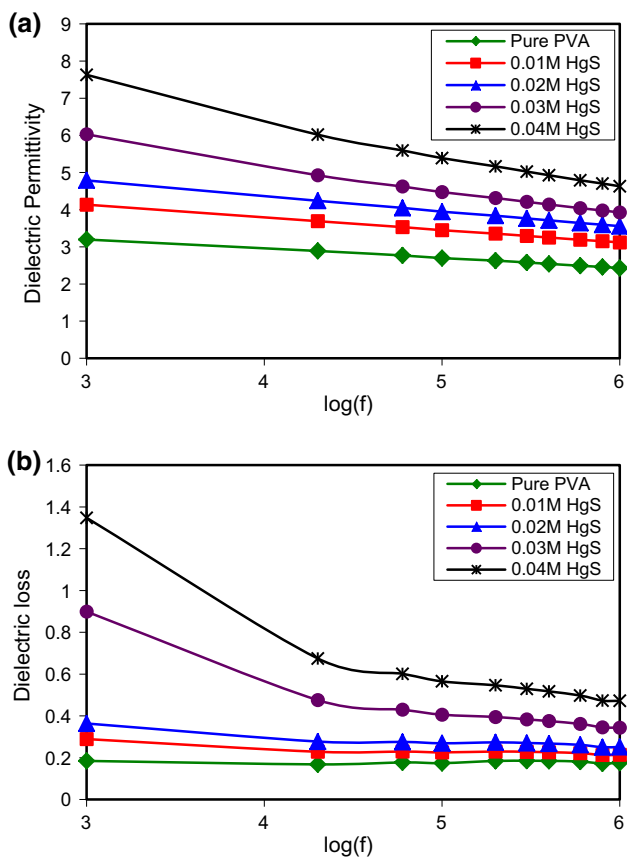 (a)
9
8
7
6
5
4
3
2
1
0
Dielectric Permittivity
Pure PVA
0.01M HgS
0.02M HgS
0.03M HgS
0.04M HgS
3 4 5 6
log(f)
(b)
1.6
1.4
1.2
1
0.8
0.6
0.4
0.2
0
Dielectric loss
Pure PVA
0.01M HgS
0.02M HgS
0.03M HgS
0.04M HgS
3 4 5 6
log(f)